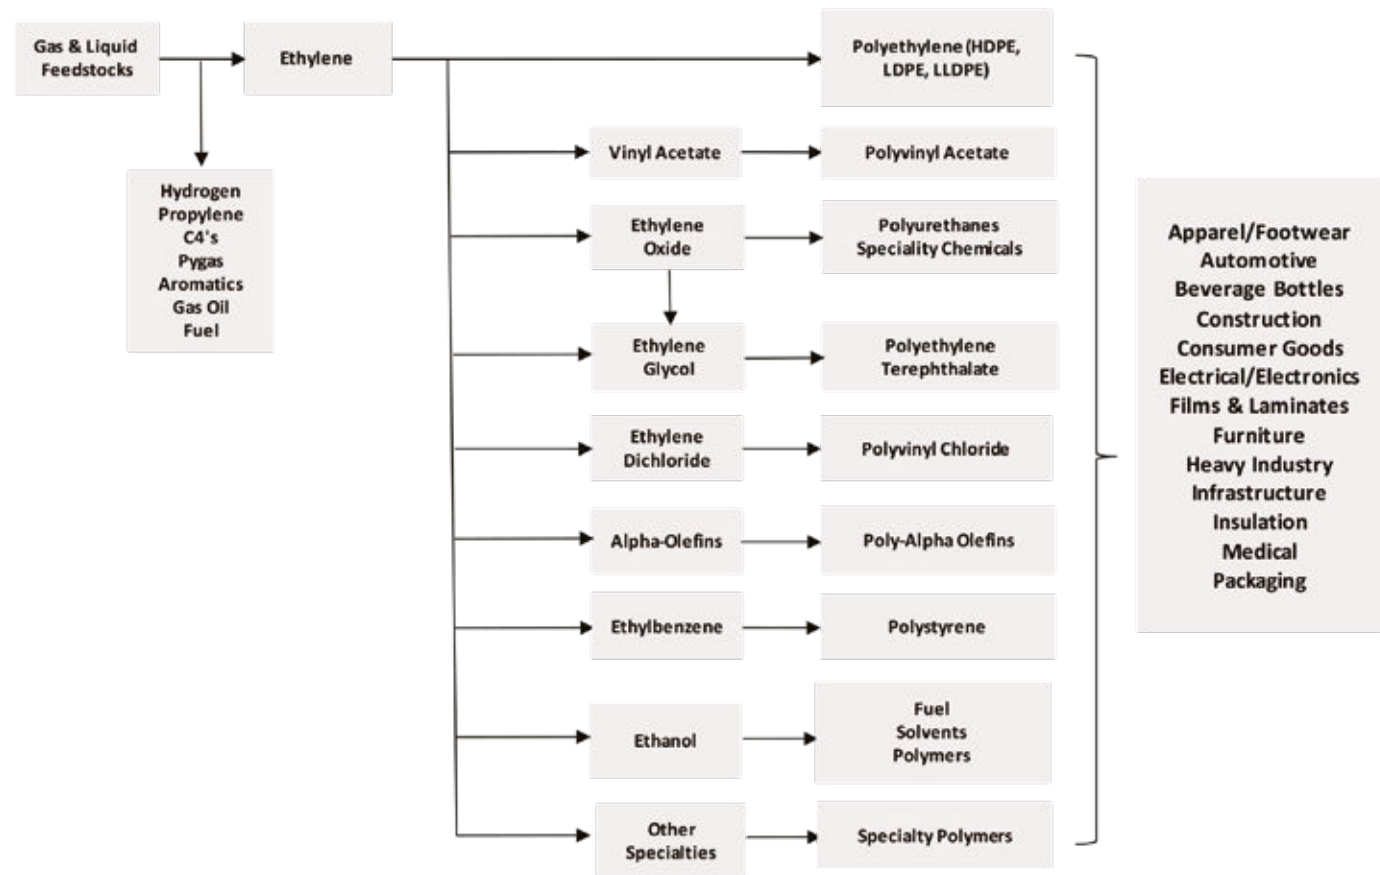 Gas & Liquid
Feedstocks
Ethylene
Polyethylene (HDPE,
LDPE, LLDPE)
Hydrogen
Propylene
C4's
Pygas
Aromatics
Gas Oil
Fuel
Vinyl Acetate
Polyvinyl Acetate
Ethylene
Oxide
Polyurethanes
Speciality Chemicals
Ethylene
Glycol
Polyethylene
Terephthalate
Ethylene
Dichloride
Polyvinyl Chloride
Alpha-Olefins
Poly-Alpha Olefins
Ethylbenzene
Polystyrene
Ethanol
Fuel
Solvents
Polymers
Other
Specialties
Specialty Polymers
Apparel/Footwear
Automotive
Beverage Bottles
Construction
Consumer Goods
Electrical/Electronics
Films & Laminates
Furniture
Heavy Industry
Infrastructure
Insulation
Medical
Packaging